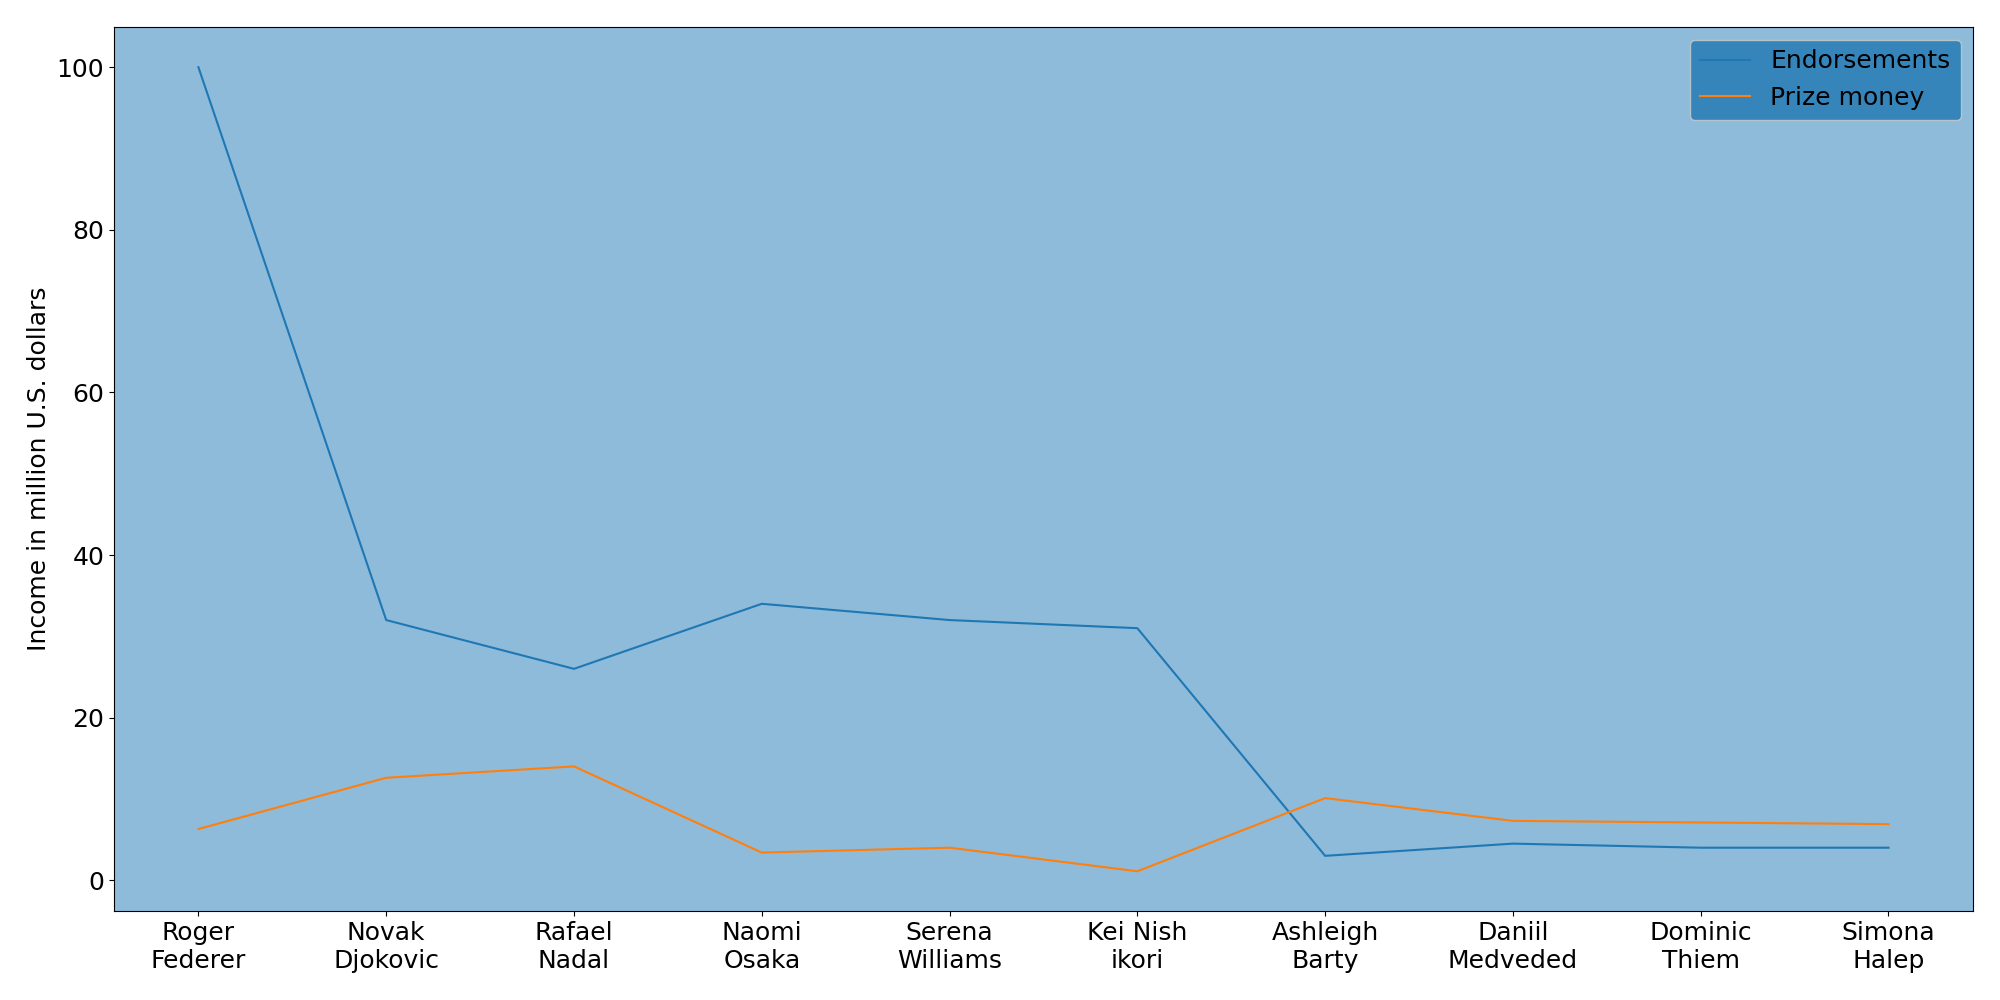 Endorsements
Prize money
Income in million U.S. dollars
100
80
60
40
20
0
Roger
Federer
Novak
Djokovic
Rafael
Nadal
Naomi
Osaka
Serena
Williams
Kei Nish
ikori
Ashleigh
Barty
Daniil
Medveded
Dominic
Thiem
Simona
Halep